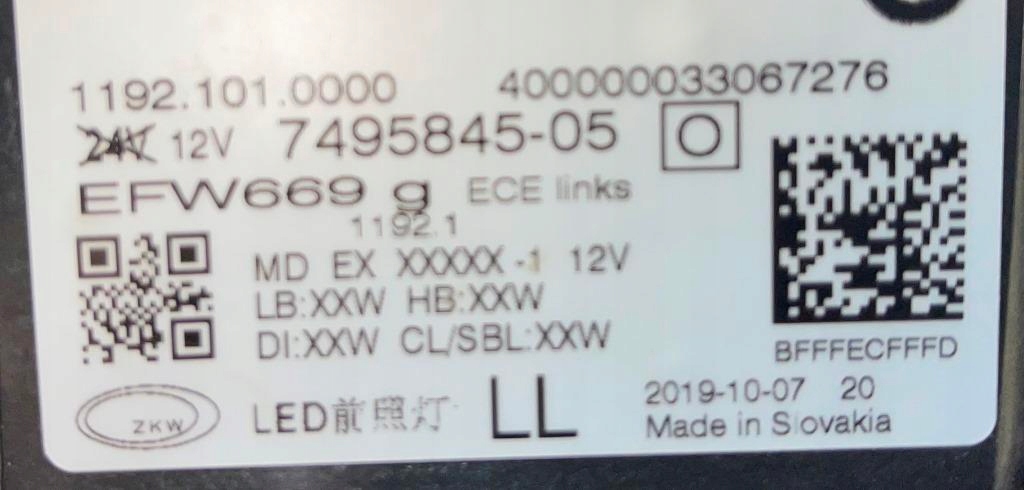 1192.101.0000 400000033067276
24V 12V 7495845-05
EFW669 g ECE links
1192.1
MD EX XXXXX -1 12V
LB:XXW HB:XXW
DI:XXW CL/SBL:XXW
BFFFECFFFD
ZKW
LED前照灯 LL
2019-10-07 20
Made in Slovakia